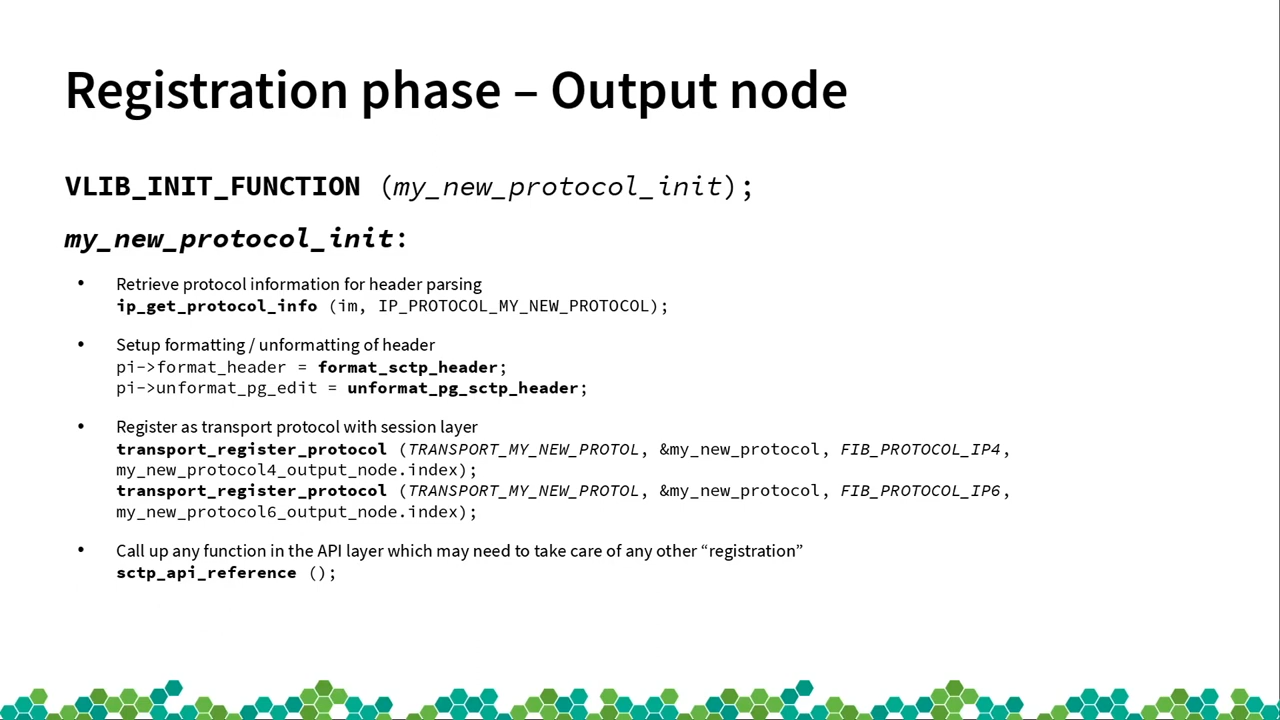 Registration phase – Output node
VLIB_INIT_FUNCTION (my_new_protocol_init);
my_new_protocol_init:
• Retrieve protocol information for header parsing
ip_get_protocol_info (im, IP_PROTOCOL_MY_NEW_PROTOCOL);
• Setup formatting / unformatting of header
pi->format_header = format_sctp_header;
pi->unformat_pg_edit = unformat_pg_sctp_header;
• Register as transport protocol with session layer
transport_register_protocol (TRANSPORT_MY_NEW_PROTOL, &my_new_protocol, FIB_PROTOCOL_IP4,
my_new_protocol4_output_node.index);
transport_register_protocol (TRANSPORT_MY_NEW_PROTOL, &my_new_protocol, FIB_PROTOCOL_IP6,
my_new_protocol6_output_node.index);
• Call up any function in the API layer which may need to take care of any other “registration”
sctp_api_reference ();